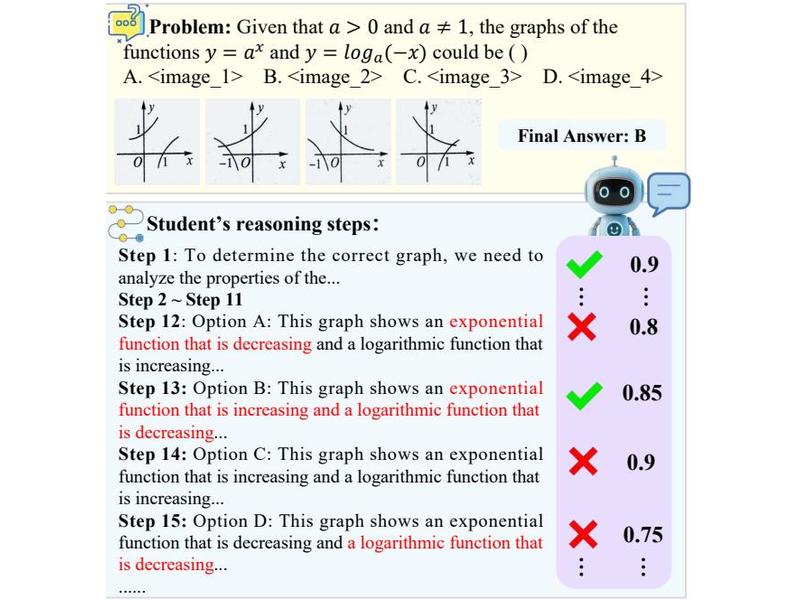 Problem: Given that a > 0 and a ≠ 1, the graphs of the
functions y = aˣ and y = logₐ(−x) could be ( )
A. <image_1> B. <image_2> C. <image_3> D. <image_4>
y 1 O 1 x
y 1 −1 O x
y 1 −1 O x
y 1 O 1 x
Final Answer: B
Student's reasoning steps:
Step 1: To determine the correct graph, we need to
analyze the properties of the...
0.9
Step 2 ~ Step 11
Step 12: Option A: This graph shows an exponential
function that is decreasing and a logarithmic function that
is increasing...
0.8
Step 13: Option B: This graph shows an exponential
function that is increasing and a logarithmic function that
is decreasing...
0.85
Step 14: Option C: This graph shows an exponential
function that is increasing and a logarithmic function that
is increasing...
0.9
Step 15: Option D: This graph shows an exponential
function that is decreasing and a logarithmic function that
is decreasing...
0.75
......